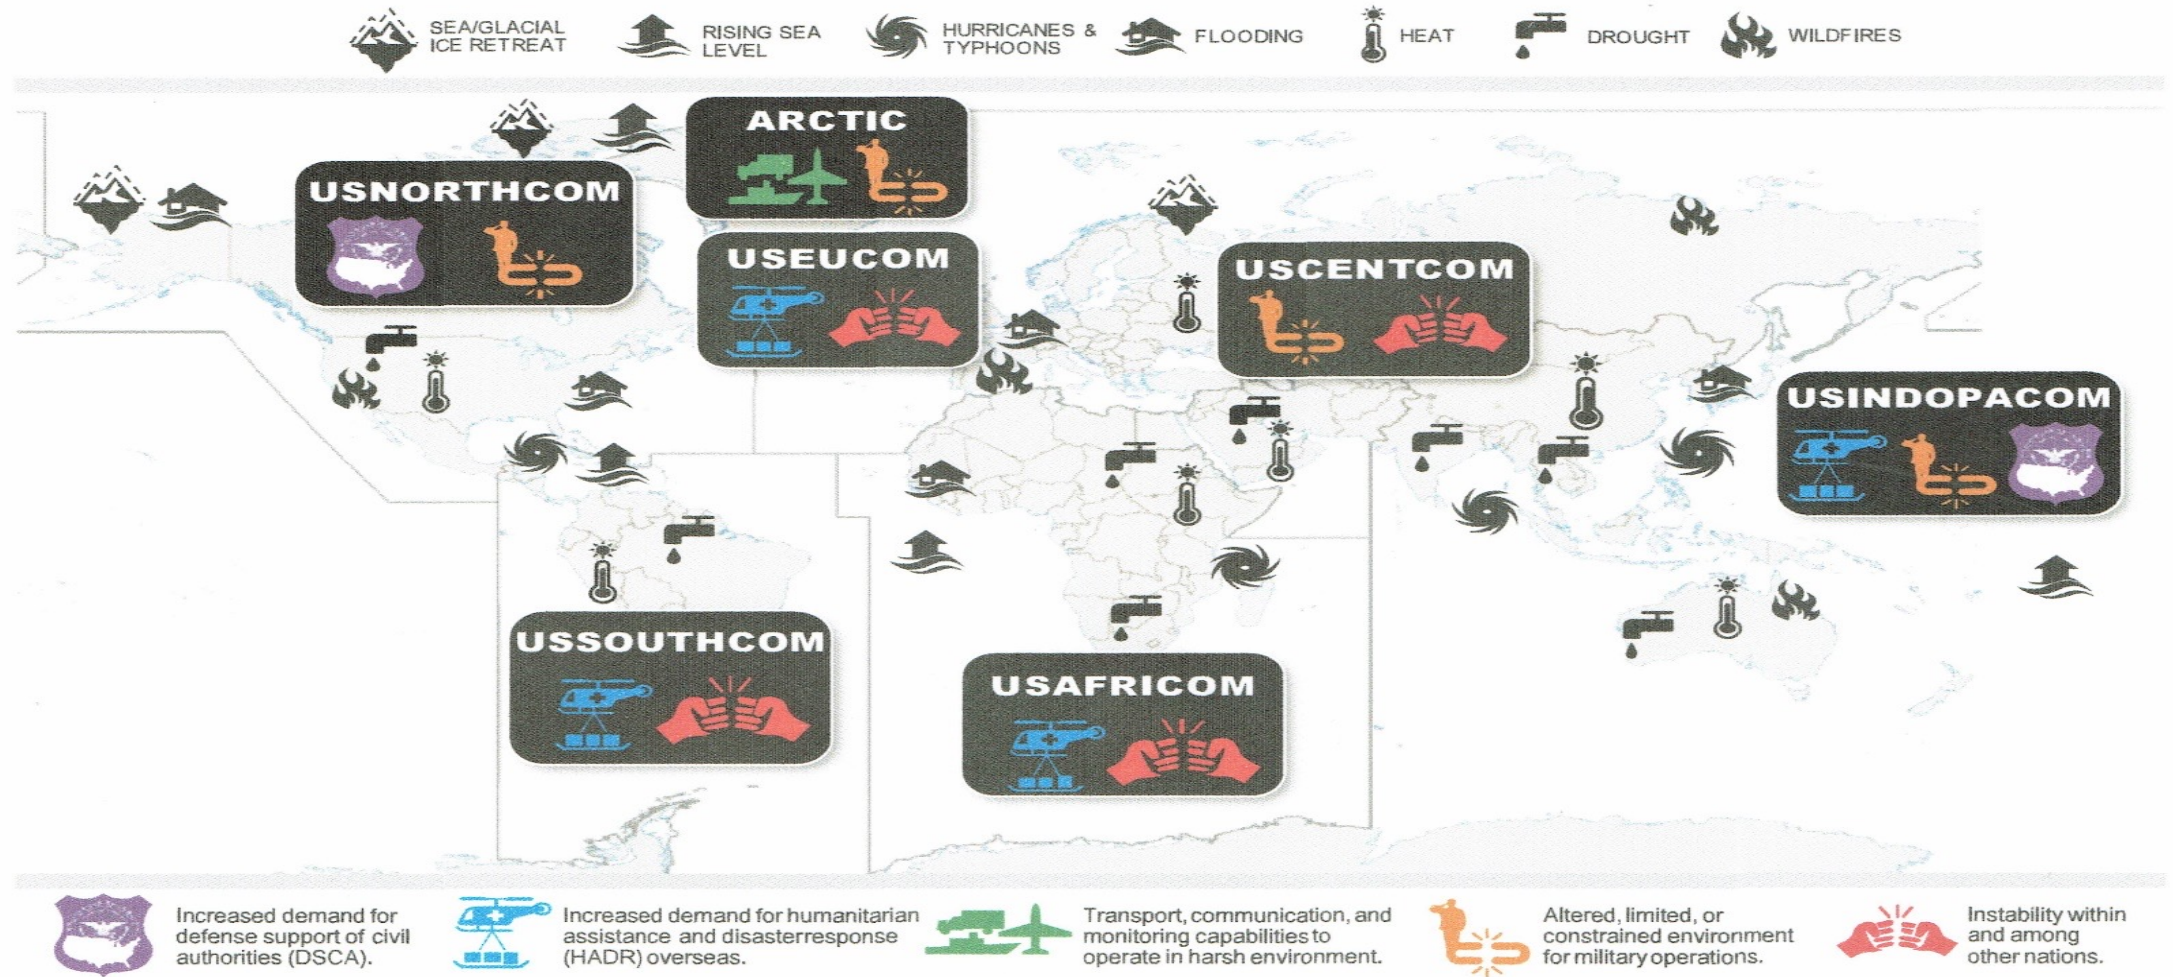 SEA/GLACIAL
ICE RETREAT
RISING SEA
LEVEL
HURRICANES &
TYPHOONS
FLOODING
HEAT
DROUGHT
WILDFIRES
ARCTIC
USNORTHCOM
USEUCOM
USCENTCOM
USINDOPACOM
USSOUTHCOM
USAFRICOM
Increased demand for
defense support of civil
authorities (DSCA).
Increased demand for humanitarian
assistance and disasterresponse
(HADR) overseas.
Transport, communication, and
monitoring capabilities to
operate in harsh environment.
Altered, limited, or
constrained environment
for military operations.
Instability within
and among
other nations.